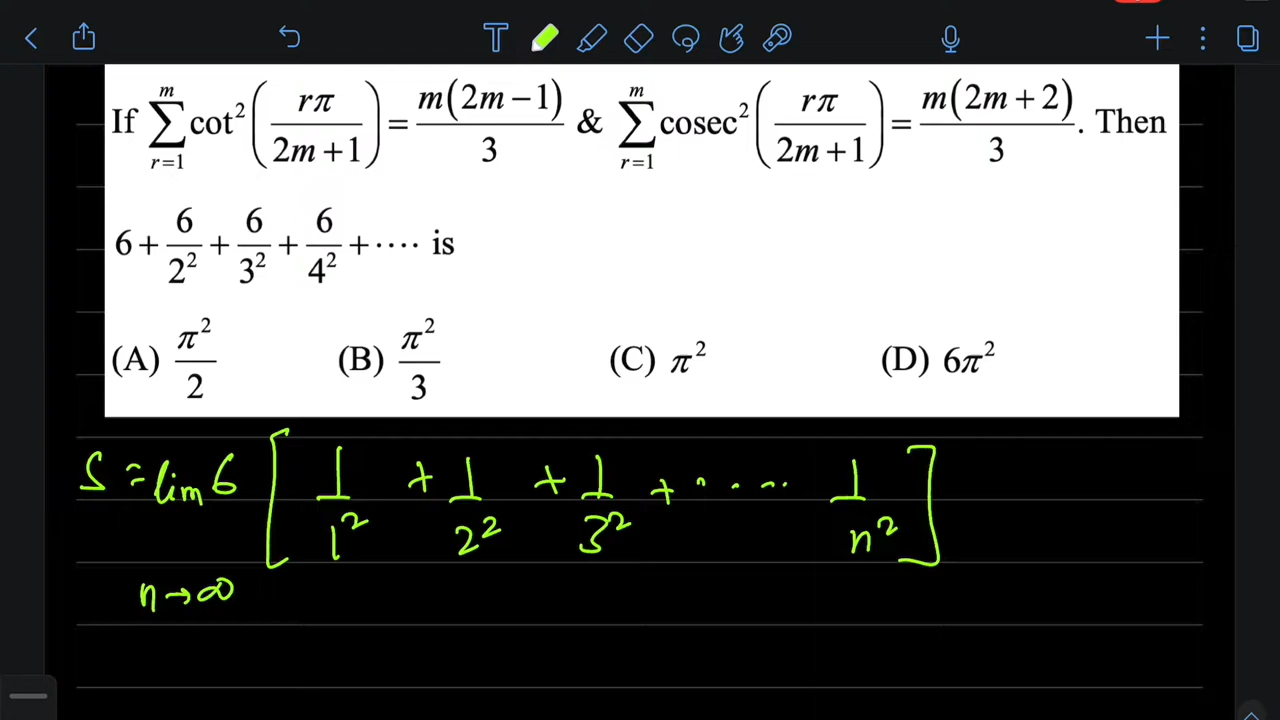 If ∑_{r=1}^{m} cot²(rπ/(2m+1)) = m(2m−1)/3 & ∑_{r=1}^{m} cosec²(rπ/(2m+1)) = m(2m+2)/3. Then
6 + 6/2² + 6/3² + 6/4² + ···· is
(A) π²/2 (B) π²/3 (C) π² (D) 6π²
S = lim 6 [ 1/1² + 1/2² + 1/3² + ···· 1/n² ]
n→∞